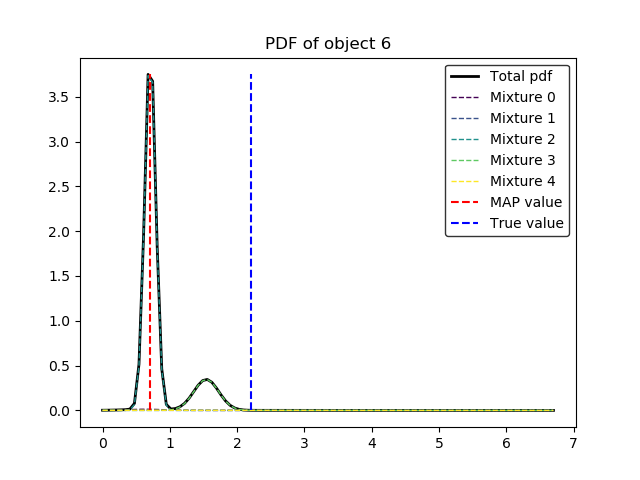 PDF of object 6
Total pdf
Mixture 0
Mixture 1
Mixture 2
Mixture 3
Mixture 4
MAP value
True value
3.5
3.0
2.5
2.0
1.5
1.0
0.5
0.0
0 1 2 3 4 5 6 7